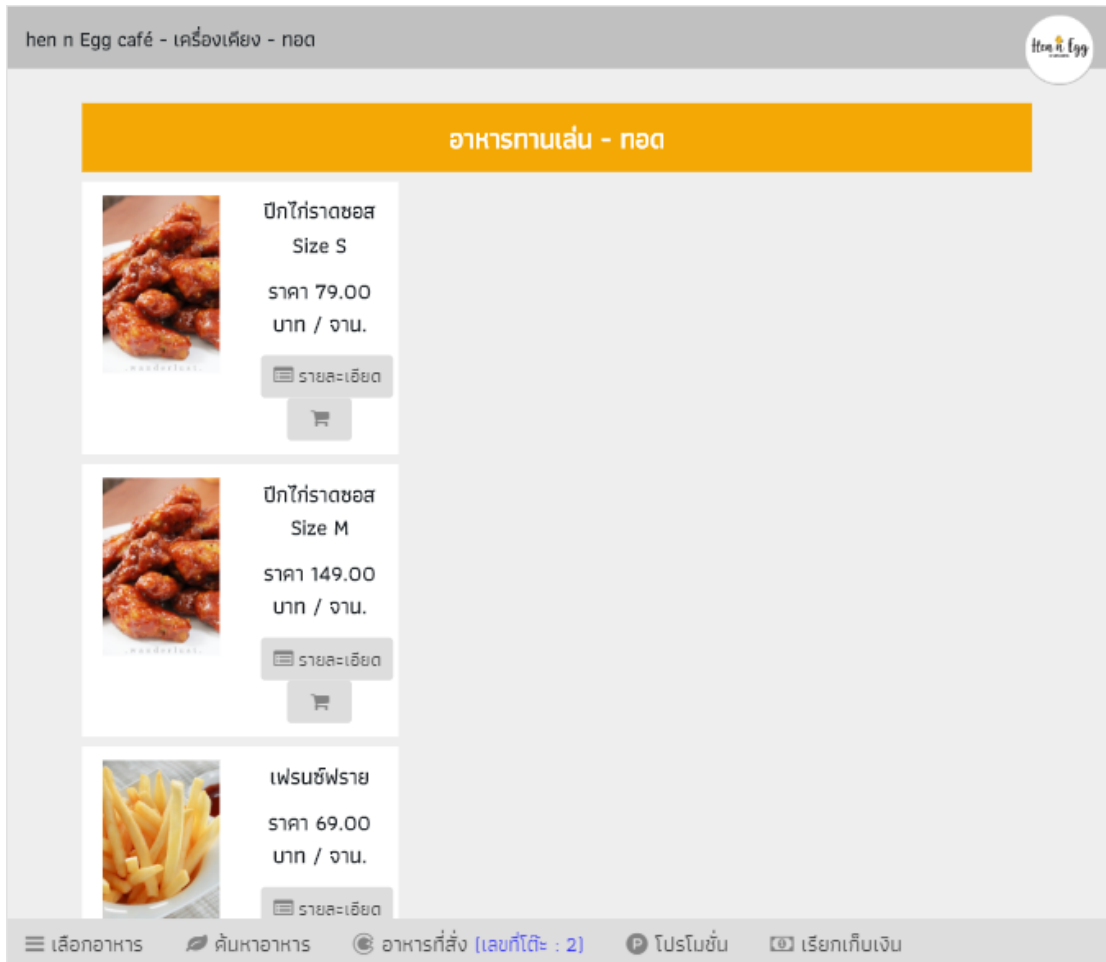 hen n Egg café - เครื่องเคียง - ทอด
Hen n Egg
อาหารทานเล่น - ทอด
ปีกไก่ราดซอส
Size S
ราคา 79.00
บาท / จาน.
รายละเอียด
ปีกไก่ราดซอส
Size M
ราคา 149.00
บาท / จาน.
รายละเอียด
เฟรนซ์ฟราย
ราคา 69.00
บาท / จาน.
รายละเอียด
เลือกอาหาร ค้นหาอาหาร อาหารที่สั่ง (เลขที่โต๊ะ : 2) โปรโมชั่น เรียกเก็บเงิน